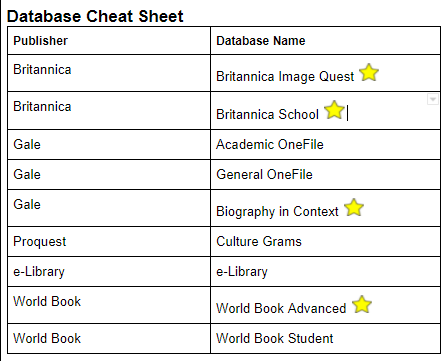 Database Cheat Sheet
Publisher Database Name
Britannica Britannica Image Quest
Britannica Britannica School
Gale Academic OneFile
Gale General OneFile
Gale Biography in Context
Proquest Culture Grams
e-Library e-Library
World Book World Book Advanced
World Book World Book Student